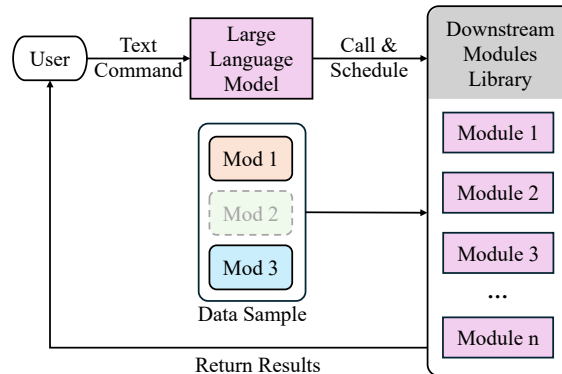 User
Text
Command
Large
Language
Model
Call &
Schedule
Downstream
Modules
Library
Module 1
Module 2
Module 3
...
Module n
Mod 1
Mod 2
Mod 3
Data Sample
Return Results